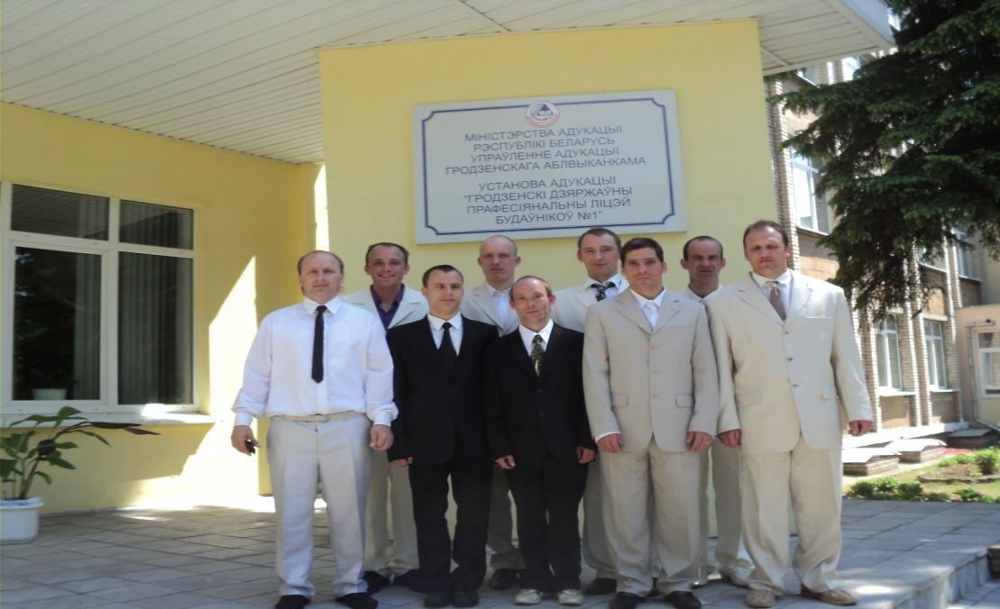 МІНІСТЭРСТВА АДУКАЦЫІ
РЭСПУБЛІКІ БЕЛАРУСЬ
УПРАЎЛЕННЕ АДУКАЦЫІ
ГРОДЗЕНСКАГА АБЛВЫКАНКАМА
УСТАНОВА АДУКАЦЫІ
"ГРОДЗЕНСКІ ДЗЯРЖАЎНЫ
ПРАФЕСІЯНАЛЬНЫ ЛІЦЭЙ
БУДАЎНІКОЎ №1"